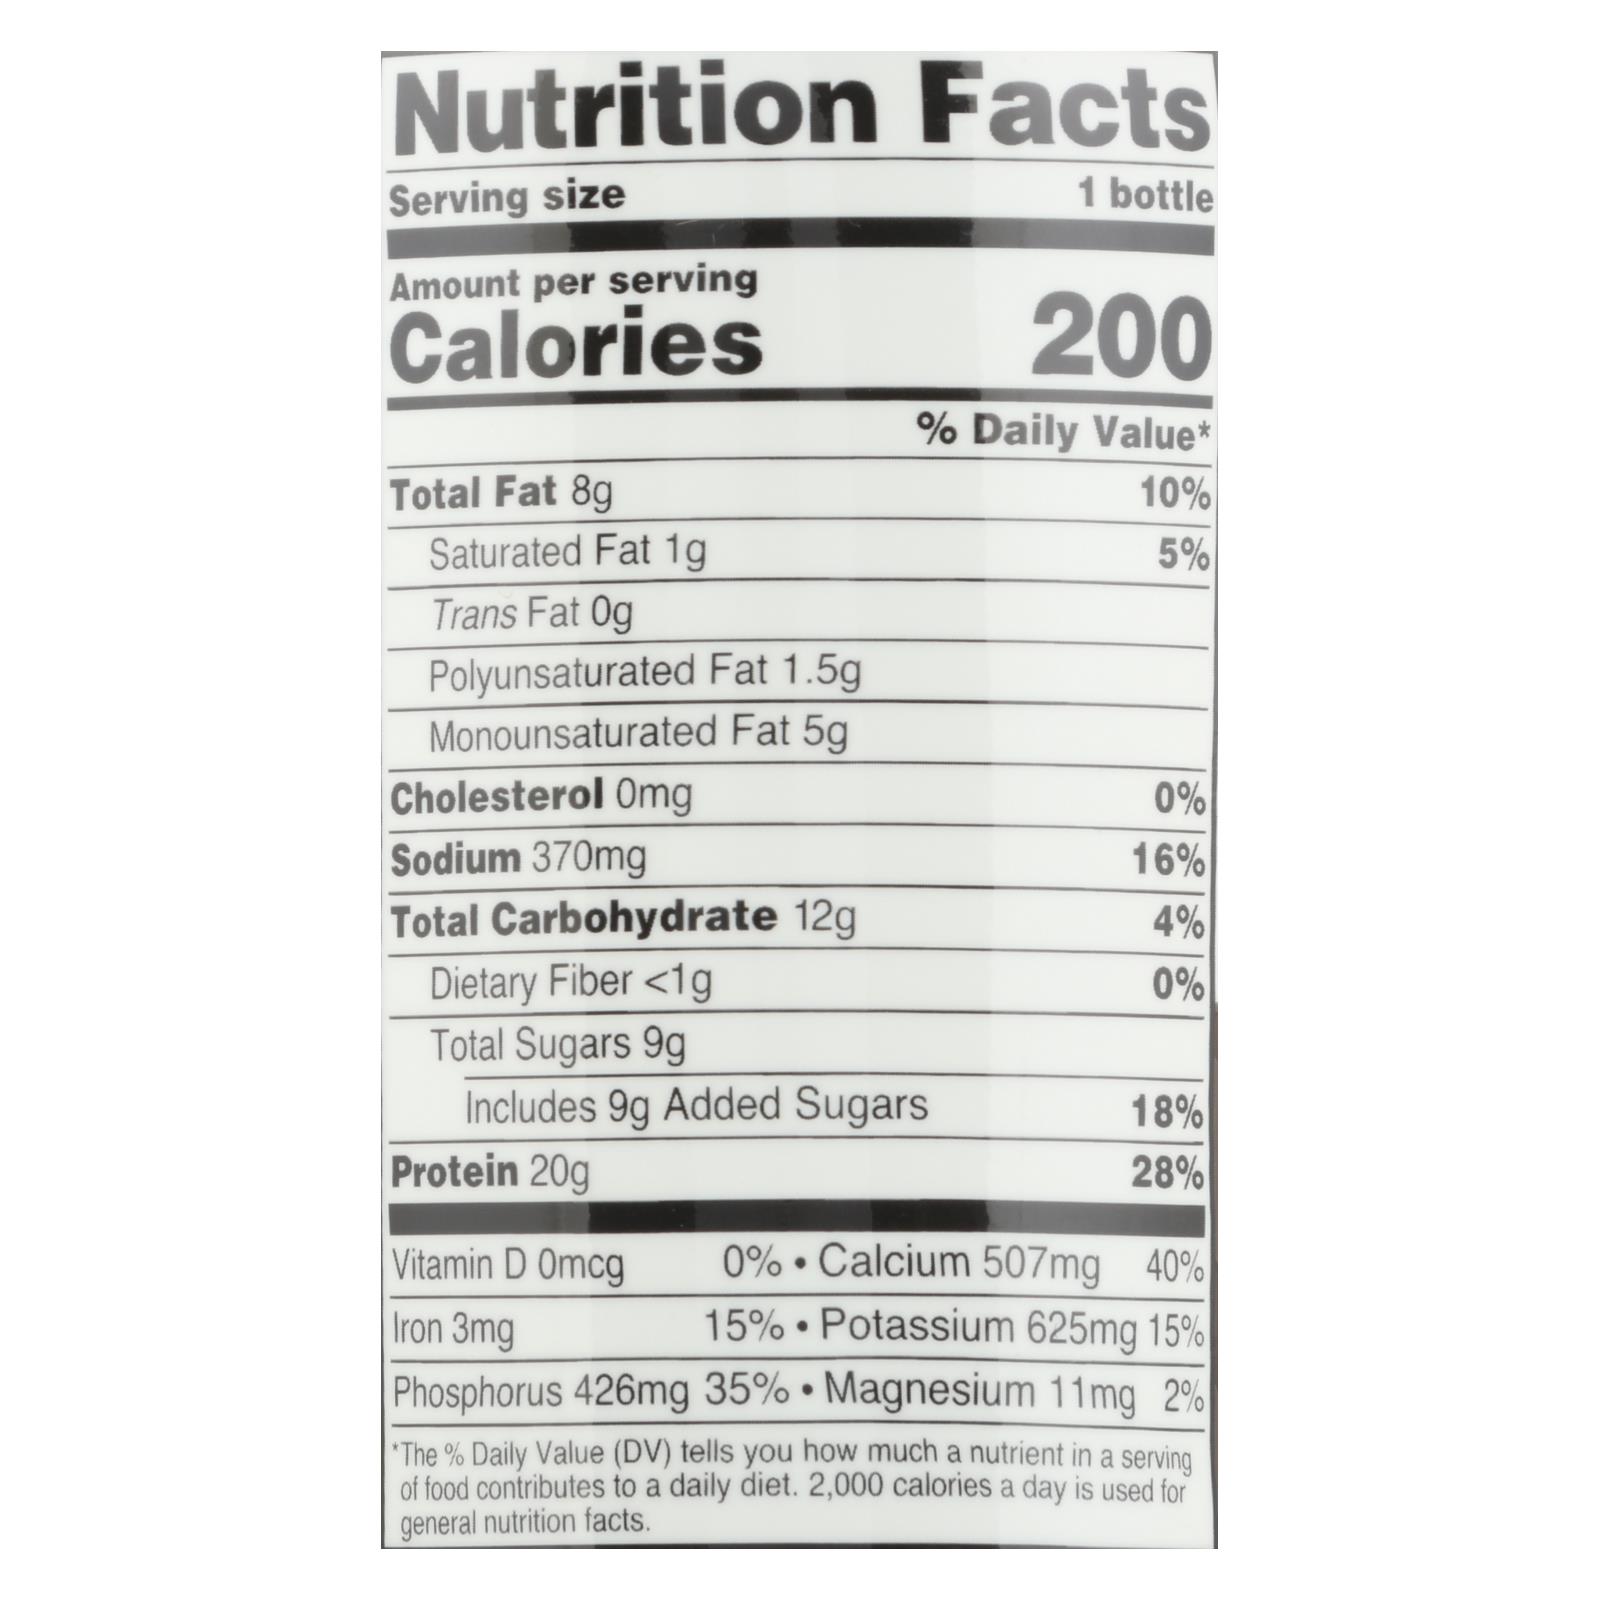 Nutrition Facts
Serving size 1 bottle
Amount per serving
Calories 200
% Daily Value*
Total Fat 8g 10%
Saturated Fat 1g 5%
Trans Fat 0g
Polyunsaturated Fat 1.5g
Monounsaturated Fat 5g
Cholesterol 0mg 0%
Sodium 370mg 16%
Total Carbohydrate 12g 4%
Dietary Fiber <1g 0%
Total Sugars 9g
Includes 9g Added Sugars 18%
Protein 20g 28%
Vitamin D 0mcg 0% • Calcium 507mg 40%
Iron 3mg 15% • Potassium 625mg 15%
Phosphorus 426mg 35% • Magnesium 11mg 2%
*The % Daily Value (DV) tells you how much a nutrient in a serving
of food contributes to a daily diet. 2,000 calories a day is used for
general nutrition facts.